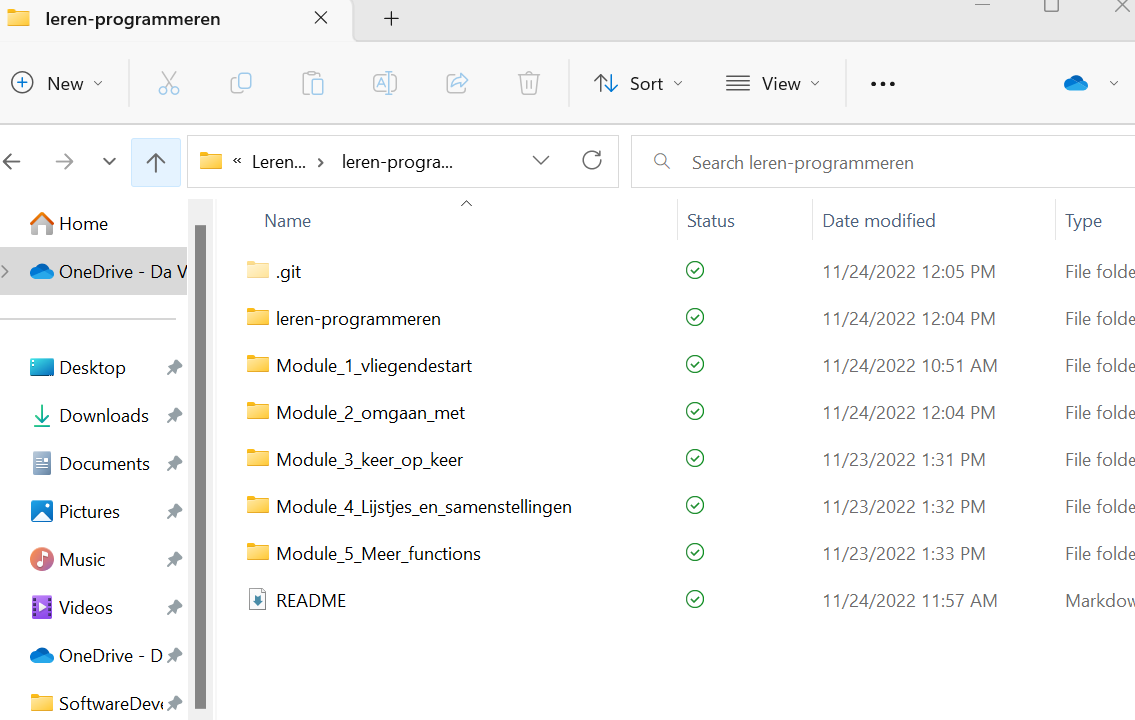 leren-programmeren
New
Sort
View
« Leren... > leren-progra...
Search leren-programmeren
Home
OneDrive - Da V
Desktop
Downloads
Documents
Pictures
Music
Videos
OneDrive - D
SoftwareDeve
Name Status Date modified Type
.git 11/24/2022 12:05 PM File folde
leren-programmeren 11/24/2022 12:04 PM File folde
Module_1_vliegendestart 11/24/2022 10:51 AM File folde
Module_2_omgaan_met 11/24/2022 12:04 PM File folde
Module_3_keer_op_keer 11/23/2022 1:31 PM File folde
Module_4_Lijstjes_en_samenstellingen 11/23/2022 1:32 PM File folde
Module_5_Meer_functions 11/23/2022 1:33 PM File folde
README 11/24/2022 11:57 AM Markdow